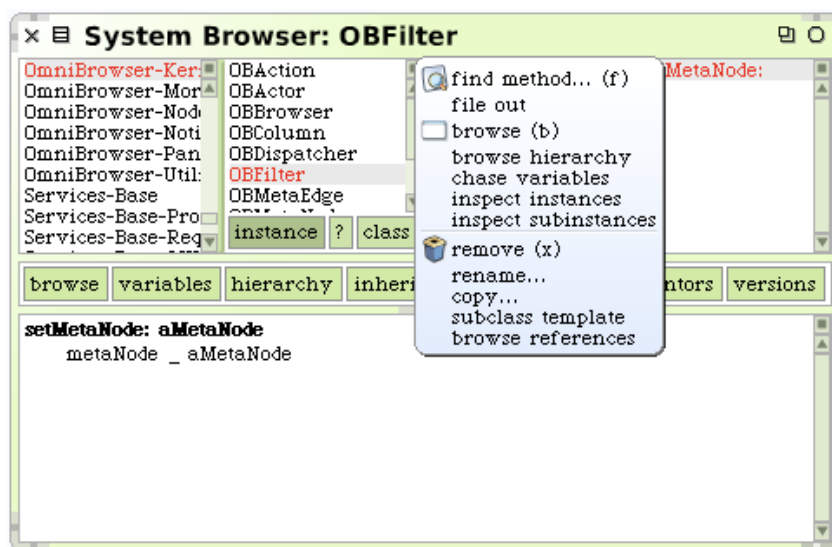 System Browser: OBFilter
OmniBrowser-Ker
OmniBrowser-Mor
OmniBrowser-Nod
OmniBrowser-Noti
OmniBrowser-Pan
OmniBrowser-Util
Services-Base
Services-Base-Pro
Services-Base-Req
OBAction
OBActor
OBBrowser
OBColumn
OBDispatcher
OBFilter
OBMetaEdge
instance ? class
find method... (f)
file out
browse (b)
browse hierarchy
chase variables
inspect instances
inspect subinstances
remove (x)
rename...
copy...
subclass template
browse references
MetaNode:
browse variables hierarchy inheri ntors versions
setMetaNode: aMetaNode
metaNode _ aMetaNode